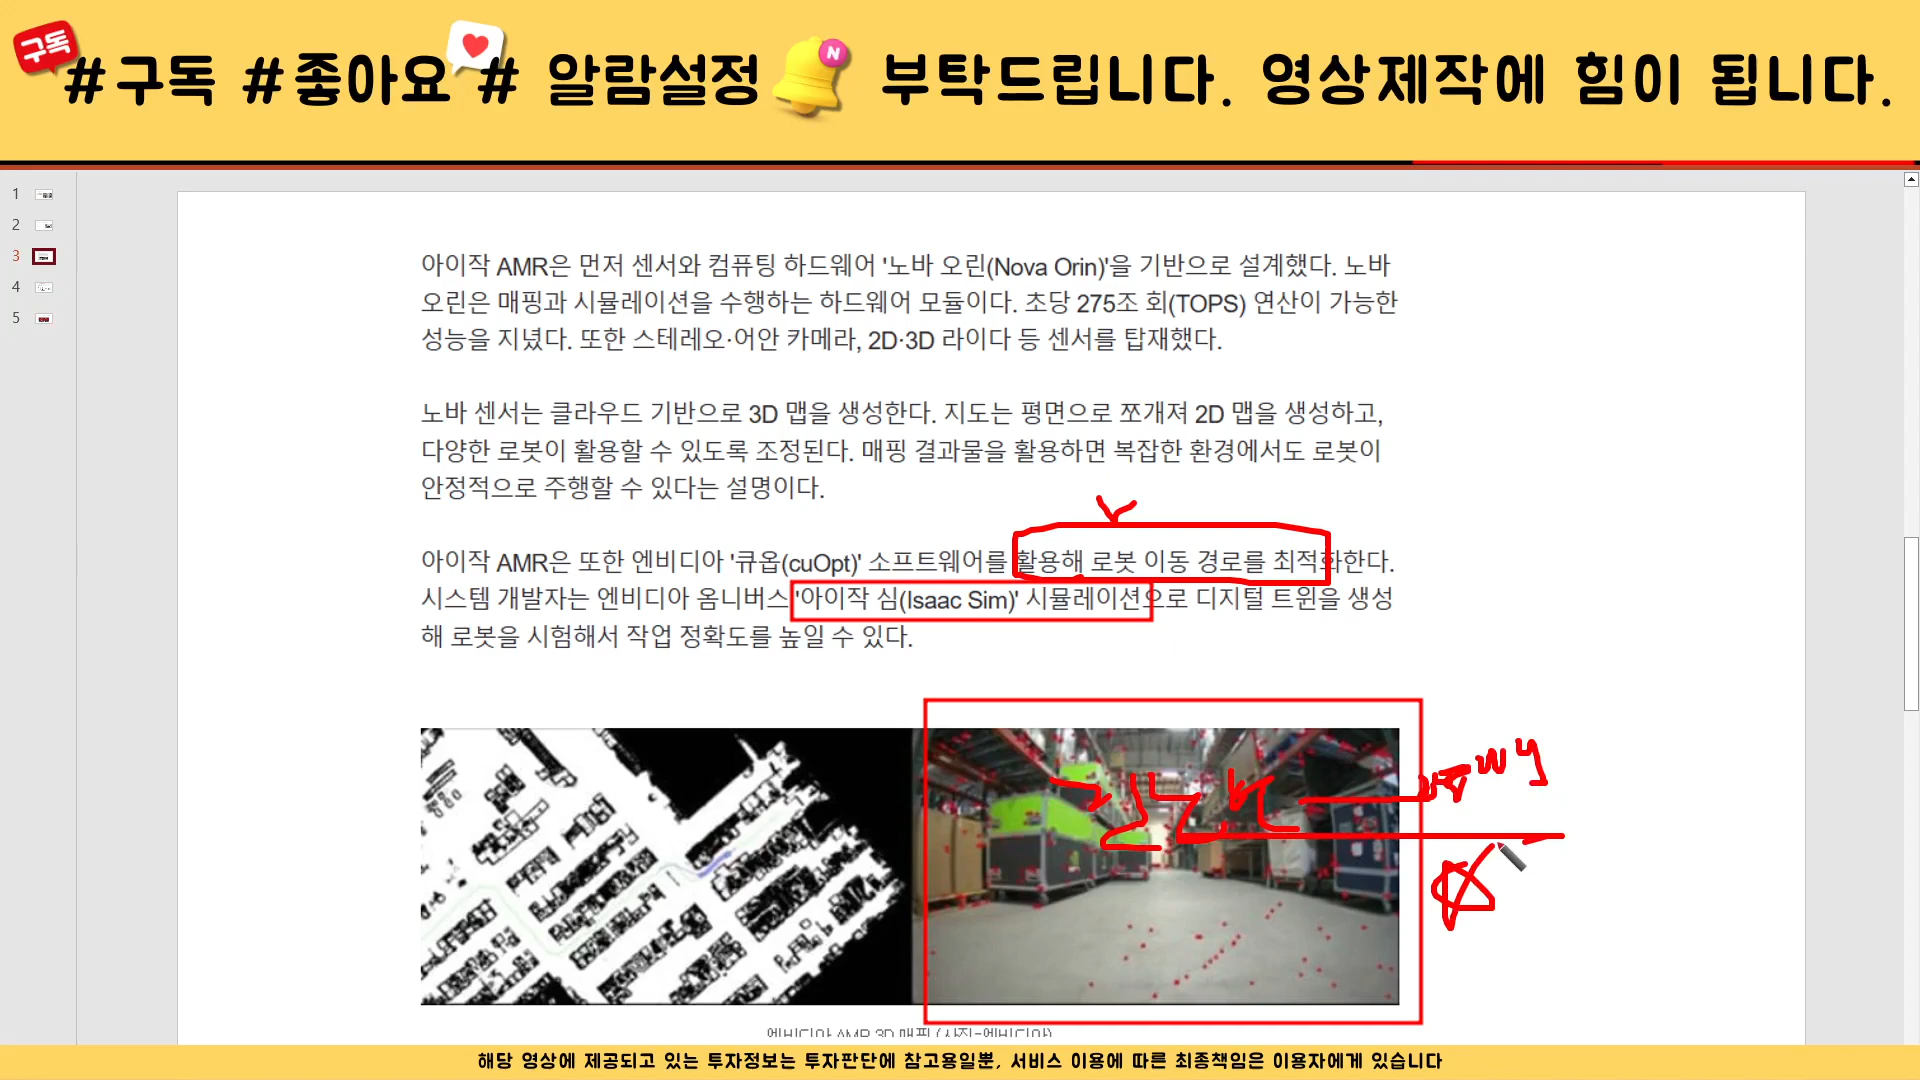 구독
#구독 #좋아요 # 알람설정 N 부탁드립니다. 영상제작에 힘이 됩니다.
1
2
3
4
5
아이작 AMR은 먼저 센서와 컴퓨팅 하드웨어 '노바 오린(Nova Orin)'을 기반으로 설계했다. 노바
오린은 매핑과 시뮬레이션을 수행하는 하드웨어 모듈이다. 초당 275조 회(TOPS) 연산이 가능한
성능을 지녔다. 또한 스테레오·어안 카메라, 2D·3D 라이다 등 센서를 탑재했다.
노바 센서는 클라우드 기반으로 3D 맵을 생성한다. 지도는 평면으로 쪼개져 2D 맵을 생성하고,
다양한 로봇이 활용할 수 있도록 조정된다. 매핑 결과물을 활용하면 복잡한 환경에서도 로봇이
안정적으로 주행할 수 있다는 설명이다.
아이작 AMR은 또한 엔비디아 '큐옵(cuOpt)' 소프트웨어를 활용해 로봇 이동 경로를 최적화한다.
시스템 개발자는 엔비디아 옴니버스 '아이작 심(Isaac Sim)' 시뮬레이션으로 디지털 트윈을 생성
해 로봇을 시험해서 작업 정확도를 높일 수 있다.
엔비디아 AMR 3D 매핑 (사진=엔비디아)
해당 영상에 제공되고 있는 투자정보는 투자판단에 참고용일뿐, 서비스 이용에 따른 최종책임은 이용자에게 있습니다